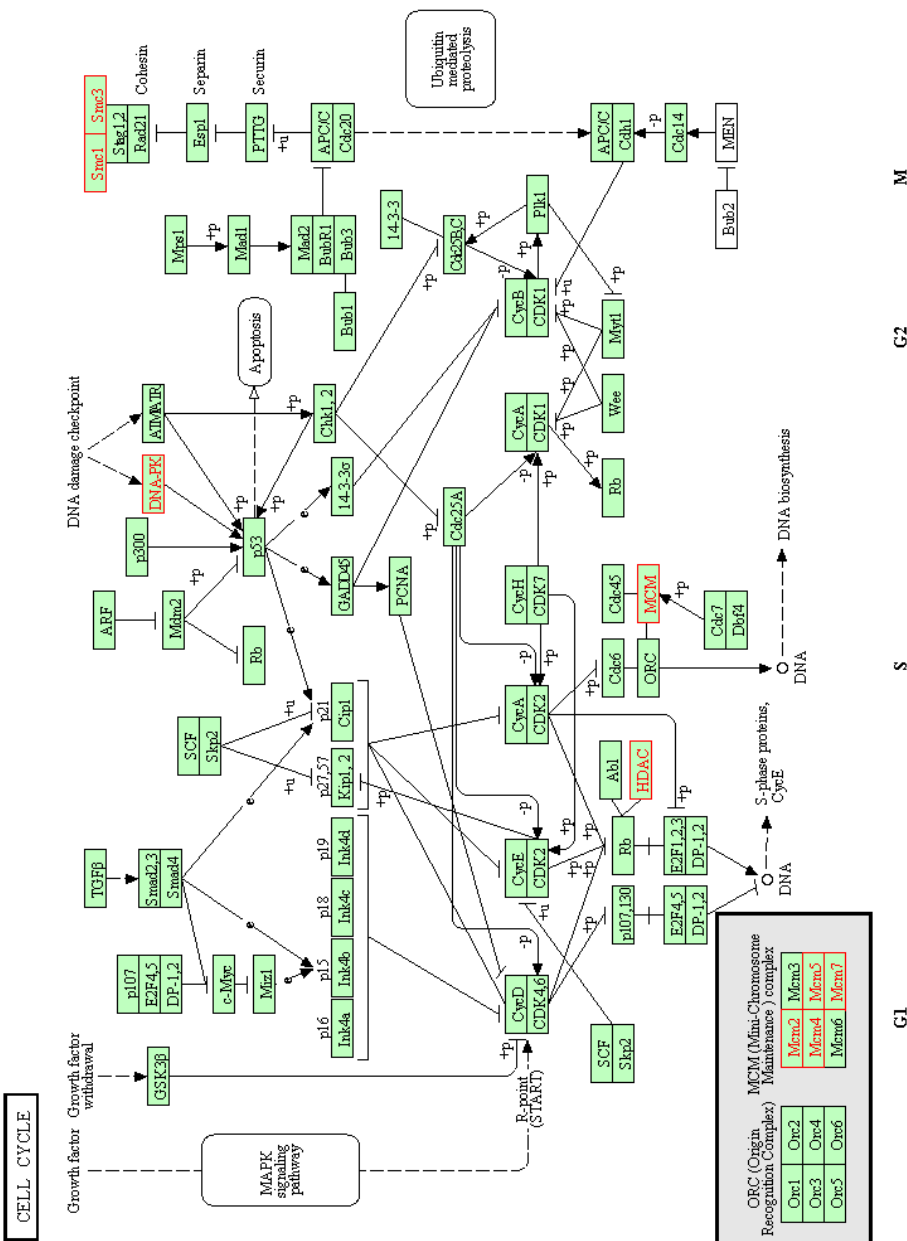 CELL CYCLE
Growth factor
Growth factor
withdrawal
MAPK
signaling
pathway
GSK3β
R-point
(START)
+p
TGFβ
Smad2,3
Smad4
p107
E2F4,5
DP-1,2
c-Myc
Miz1
e
e
p16
Ink4a
p15
Ink4b
p18
Ink4c
p19
Ink4d
p27,57
Kip1, 2
p21
Cip1
SCF
Skp2
+u
+u
+p
ARF
Mdm2
Rb
p300
+p
p53
e
e
e
DNA damage checkpoint
DNA-PK
ATM/ATR
+p
+p
+p
Apoptosis
Chk1, 2
GADD45
14-3-3σ
PCNA
Mps1
+p
Mad1
Mad2
BubR1
Bub3
Bub1
Smc1
Smc3
Stag1,2
Rad21
Cohesin
Esp1
Separin
PTTG
Securin
+u
APC/C
Cdc20
Ubiquitin
mediated
proteolysis
14-3-3
+p
Cdc25B,C
+p
+p
Cdc25A
-p
-p
-p
-p
-p
CycD
CDK4,6
CycE
CDK2
CycA
CDK2
CycH
CDK7
CycA
CDK1
CycB
CDK1
Plk1
+p
+p
+p
+p
+p
+u
APC/C
Cdh1
-p
Cdc14
MEN
Bub2
SCF
Skp2
+u
+p
+p
+p
+p
p107,130
E2F4,5
DP-1,2
Rb
E2F1,2,3
DP-1,2
+p
Abl
HDAC
DNA
S-phase proteins,
CycE
+p
Cdc6
ORC
Cdc45
MCM
+p
Cdc7
Dbf4
DNA
DNA biosynthesis
+p
Rb
Wee
Myt1
+p
+p
+p
+p
ORC (Origin
Recognition Complex)
Orc1
Orc2
Orc3
Orc4
Orc5
Orc6
MCM (Mini-Chromosome
Maintenance ) complex
Mcm2
Mcm3
Mcm4
Mcm5
Mcm6
Mcm7
G1
S
G2
M